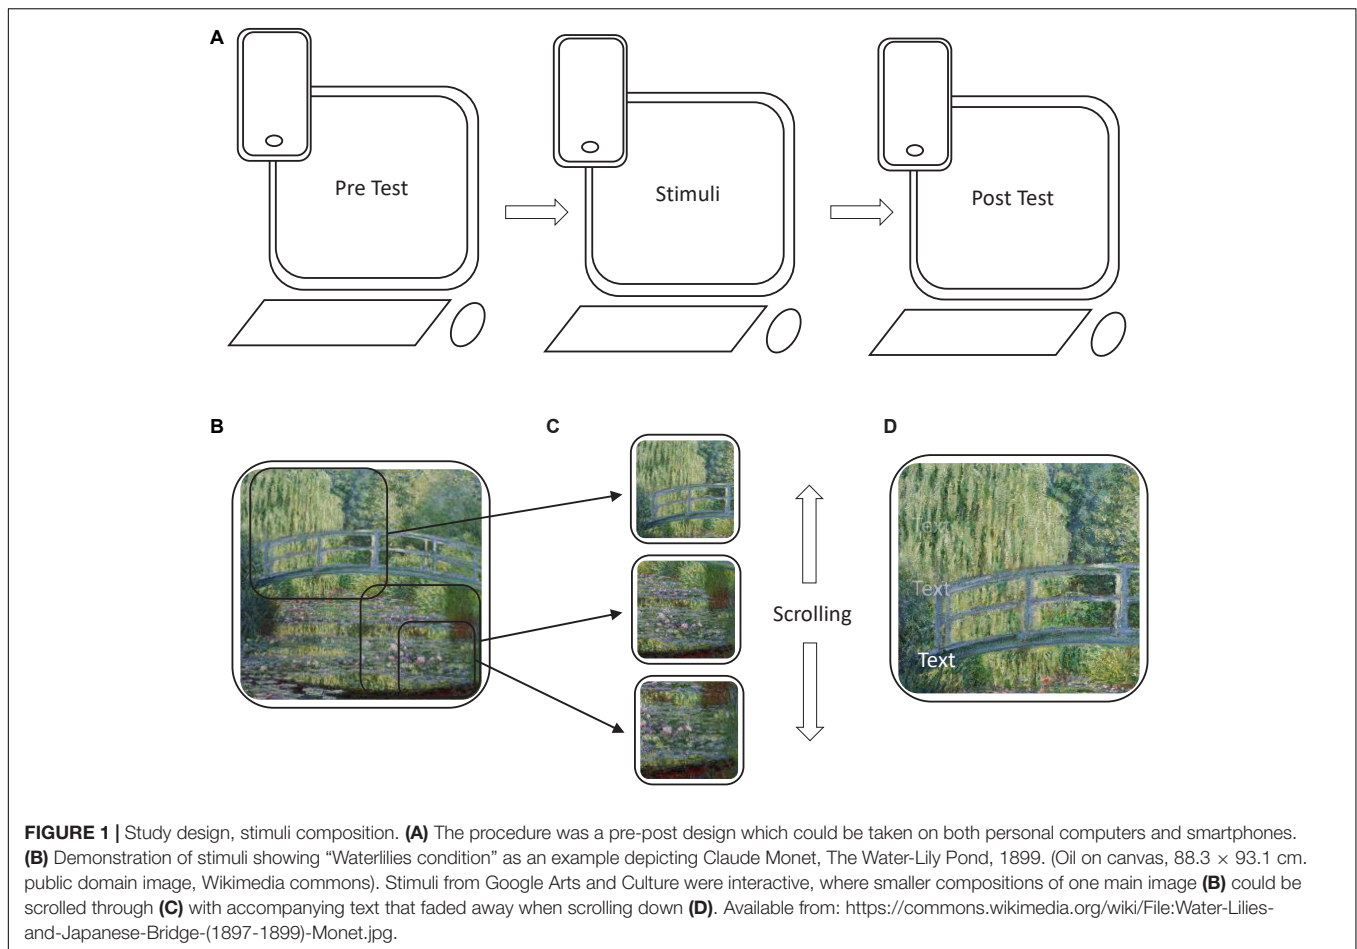 A
Pre Test
Stimuli
Post Test
B
C
D
Scrolling
Text
Text
Text
FIGURE 1 | Study design, stimuli composition. (A) The procedure was a pre-post design which could be taken on both personal computers and smartphones.
(B) Demonstration of stimuli showing “Waterlilies condition” as an example depicting Claude Monet, The Water-Lily Pond, 1899. (Oil on canvas, 88.3 × 93.1 cm.
public domain image, Wikimedia commons). Stimuli from Google Arts and Culture were interactive, where smaller compositions of one main image (B) could be
scrolled through (C) with accompanying text that faded away when scrolling down (D). Available from: https://commons.wikimedia.org/wiki/File:Water-Lilies-
and-Japanese-Bridge-(1897-1899)-Monet.jpg.